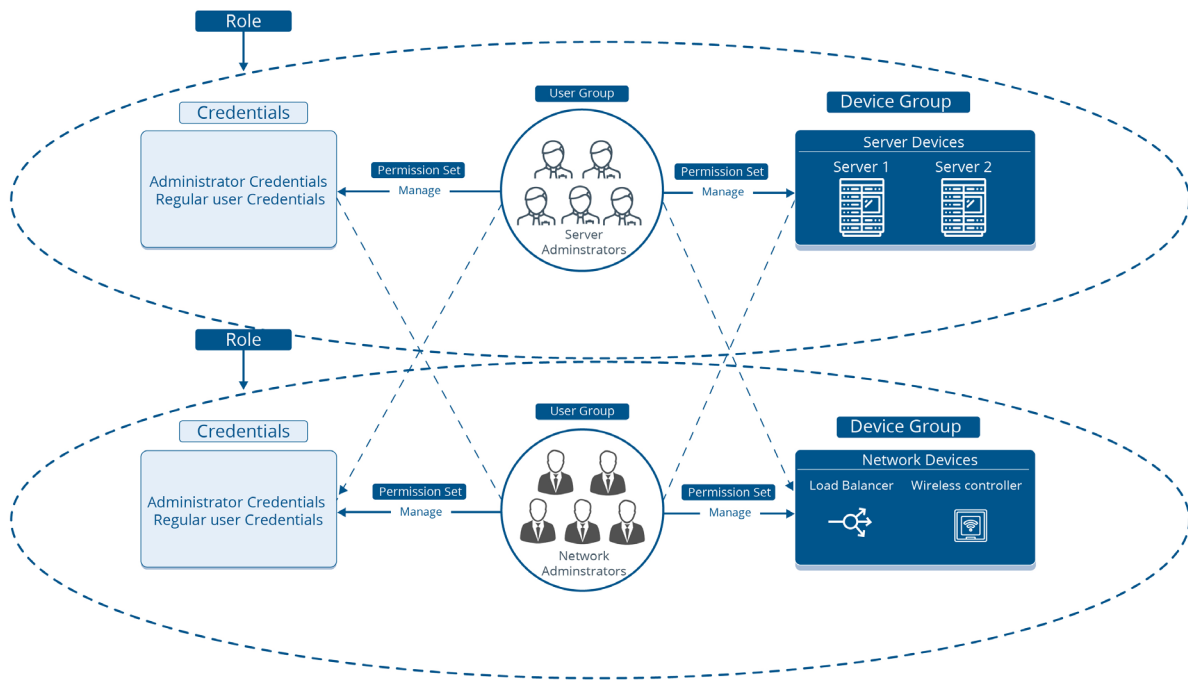 Role
Credentials
User Group
Device Group
Administrator Credentials
Regular user Credentials
Permission Set
Manage
Server
Adminstrators
Permission Set
Manage
Server Devices
Server 1
Server 2
Role
Credentials
User Group
Device Group
Administrator Credentials
Regular user Credentials
Permission Set
Manage
Network
Adminstrators
Permission Set
Manage
Network Devices
Load Balancer
Wireless controller